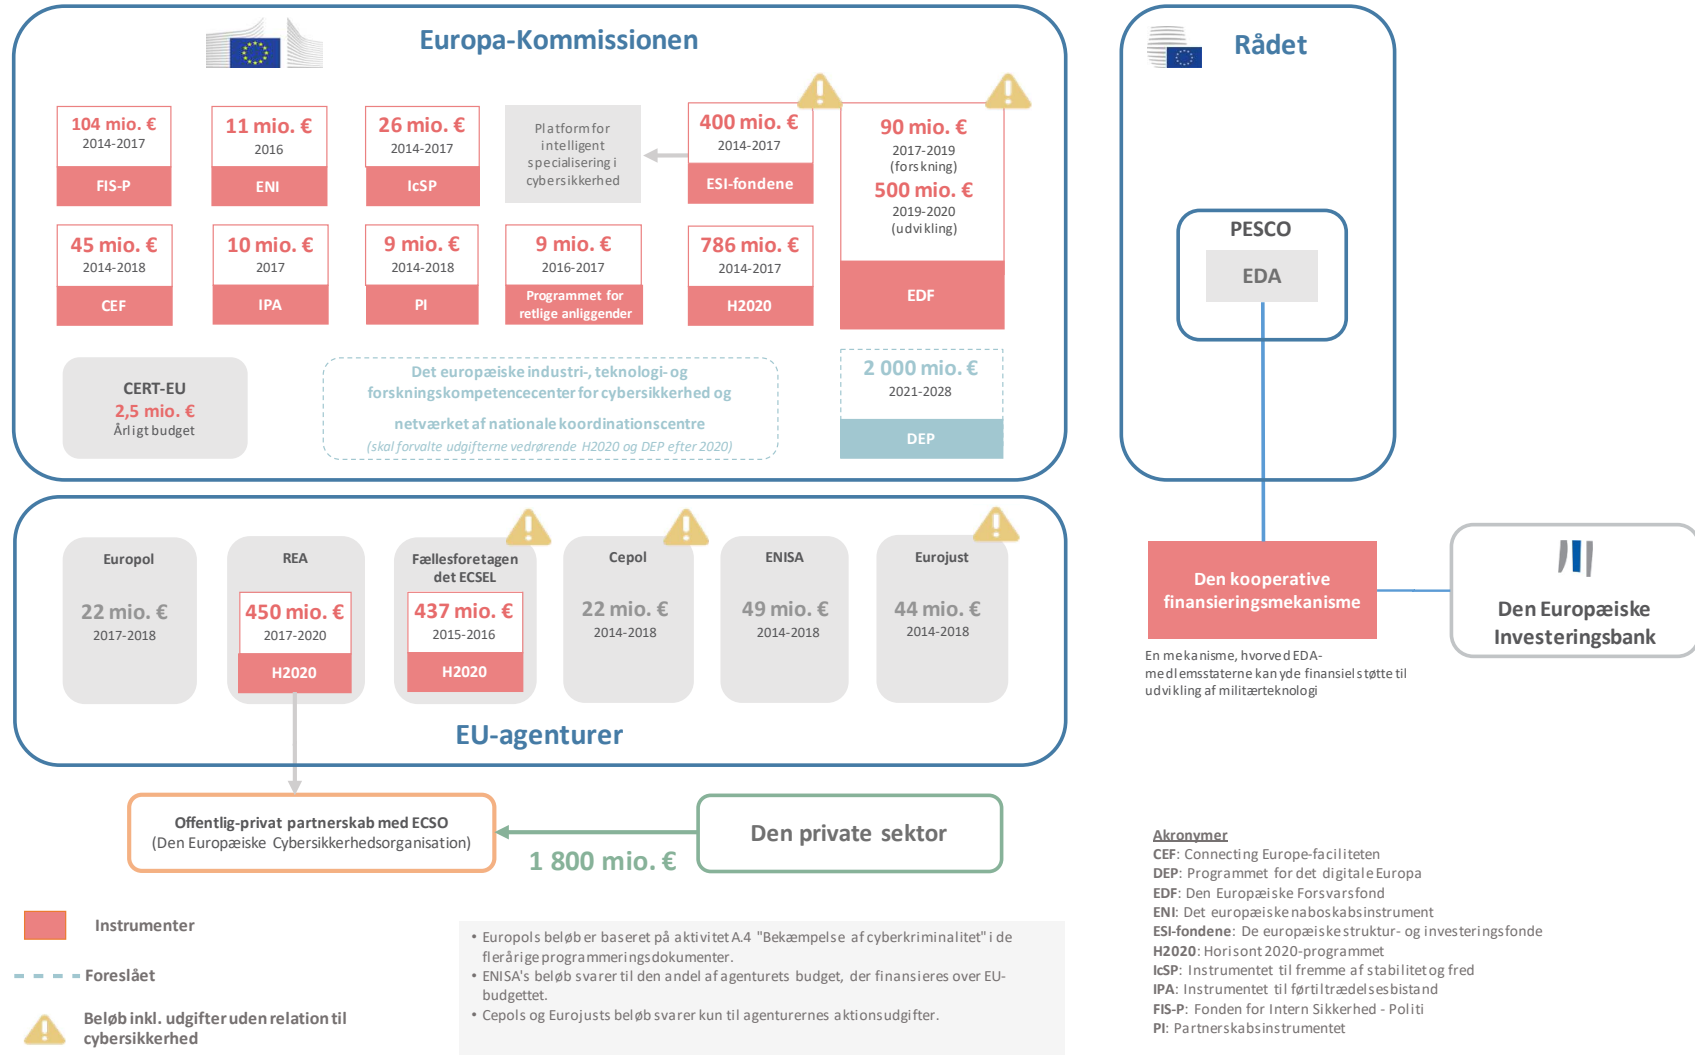 Europa-Kommissionen
104 mio. €
2014-2017
FIS-P
11 mio. €
2016
ENI
26 mio. €
2014-2017
IcSP
Platform for
intelligent
specialisering i
cybersikkerhed
400 mio. €
2014-2017
ESI-fondene
90 mio. €
2017-2019
(forskning)
500 mio. €
2019-2020
(udvikling)
EDF
45 mio. €
2014-2018
CEF
10 mio. €
2017
IPA
9 mio. €
2014-2018
PI
9 mio. €
2016-2017
Programmet for
retlige anliggender
786 mio. €
2014-2017
H2020
CERT-EU
2,5 mio. €
Årligt budget
Det europæiske industri-, teknologi- og
forskningskompetencecenter for cybersikkerhed og
netværket af nationale koordinationscentre
(skal forvalte udgifterne vedrørende H2020 og DEP efter 2020)
2 000 mio. €
2021-2028
DEP
Rådet
PESCO
EDA
Europol
22 mio. €
2017-2018
REA
450 mio. €
2017-2020
H2020
Fællesforetagen
det ECSEL
437 mio. €
2015-2016
H2020
Cepol
22 mio. €
2014-2018
ENISA
49 mio. €
2014-2018
Eurojust
44 mio. €
2014-2018
EU-agenturer
Den kooperative
finansieringsmekanisme
En mekanisme, hvorved EDA-
medlemsstaterne kan yde finansiel støtte til
udvikling af militærteknologi
Den Europæiske
Investeringsbank
Offentlig-privat partnerskab med ECSO
(Den Europæiske Cybersikkerhedsorganisation)
1 800 mio. €
Den private sektor
Instrumenter
Foreslået
Beløb inkl. udgifter uden relation til
cybersikkerhed
• Europols beløb er baseret på aktivitet A.4 "Bekæmpelse af cyberkriminalitet" i de
flerårige programmeringsdokumenter.
• ENISA's beløb svarer til den andel af agenturets budget, der finansieres over EU-
budgettet.
• Cepols og Eurojusts beløb svarer kun til agenturernes aktionsudgifter.
Akronymer
CEF: Connecting Europe-faciliteten
DEP: Programmet for det digitale Europa
EDF: Den Europæiske Forsvarsfond
ENI: Det europæiske naboskabsinstrument
ESI-fondene: De europæiske struktur- og investeringsfonde
H2020: Horisont 2020-programmet
IcSP: Instrumentet til fremme af stabilitet og fred
IPA: Instrumentet til førtiltrædelsesbistand
FIS-P: Fonden for Intern Sikkerhed - Politi
PI: Partnerskabsinstrumentet